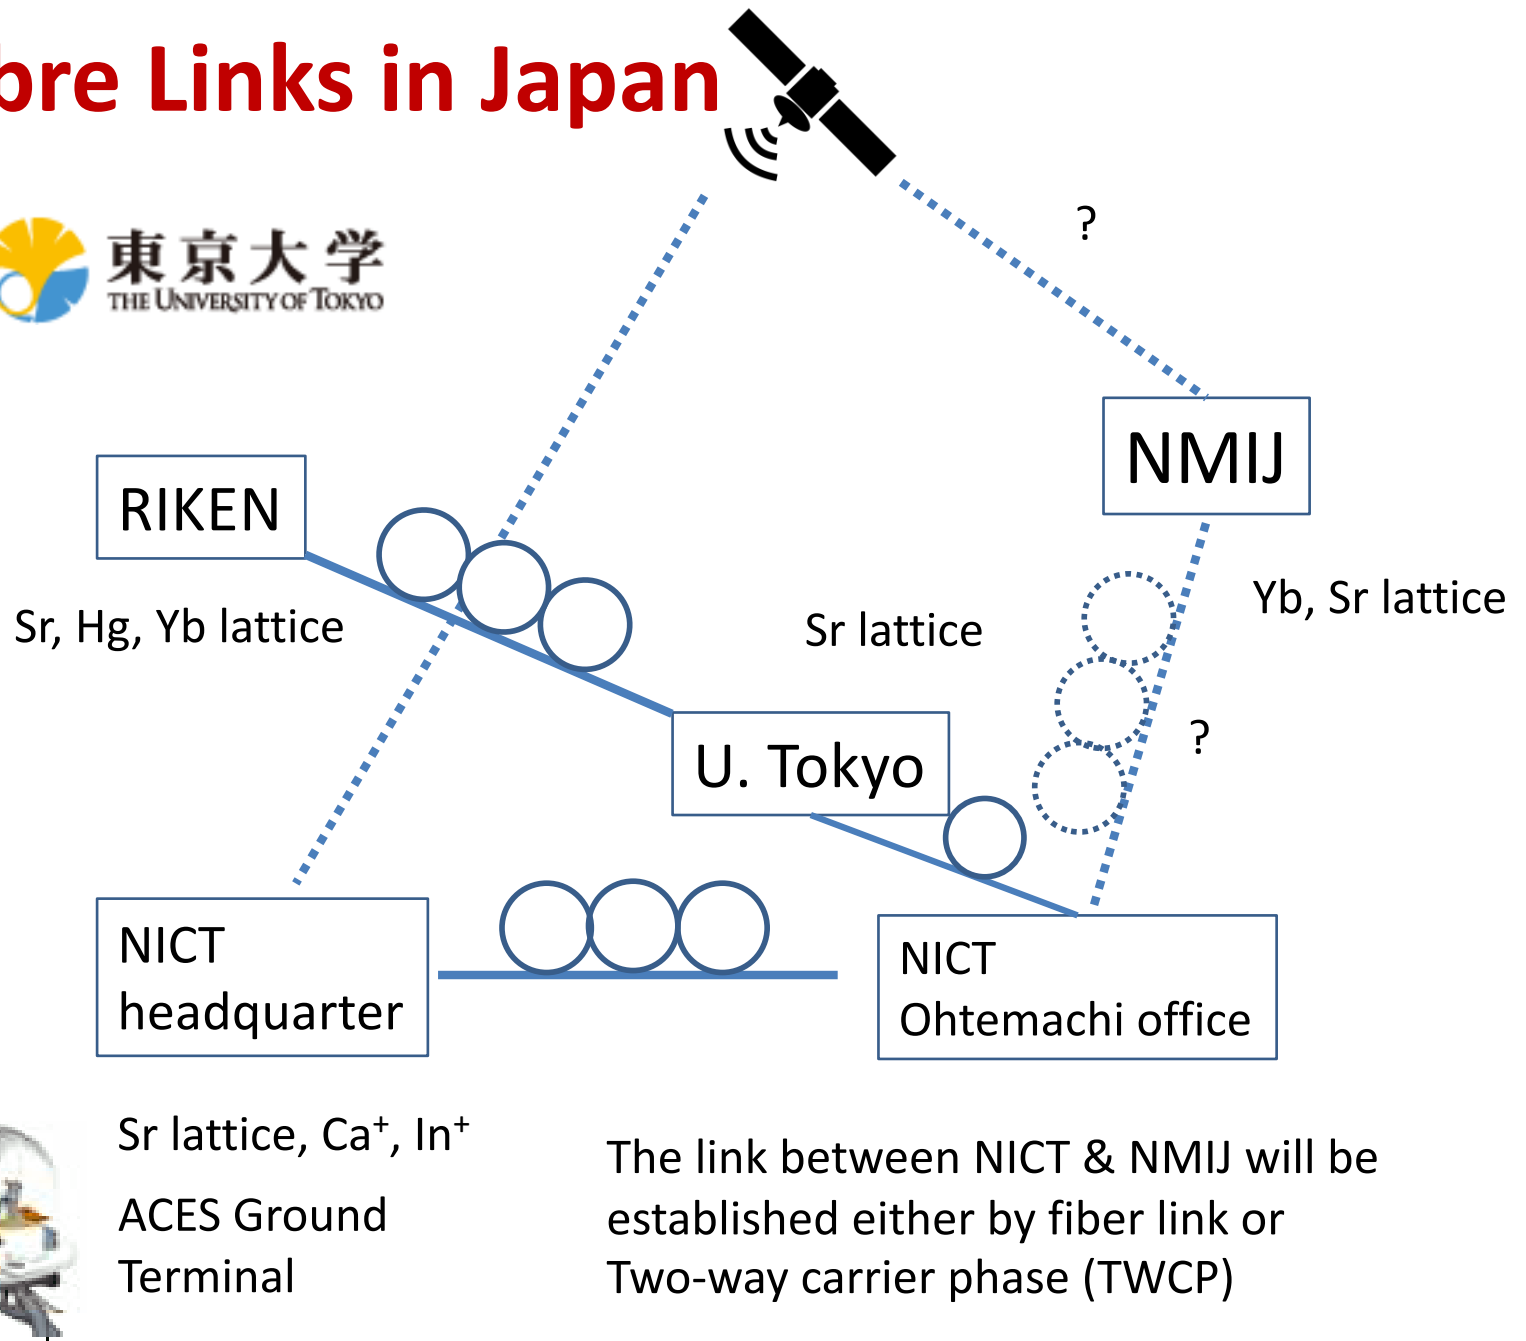 bre Links in Japan
?
東京大学
THE UNIVERSITY OF TOKYO
NMIJ
RIKEN
Yb, Sr lattice
Sr, Hg, Yb lattice
Sr lattice
?
U. Tokyo
NICT
headquarter
NICT
Ohtemachi office
Sr lattice, Ca⁺, In⁺
ACES Ground
Terminal
The link between NICT & NMIJ will be
established either by fiber link or
Two-way carrier phase (TWCP)